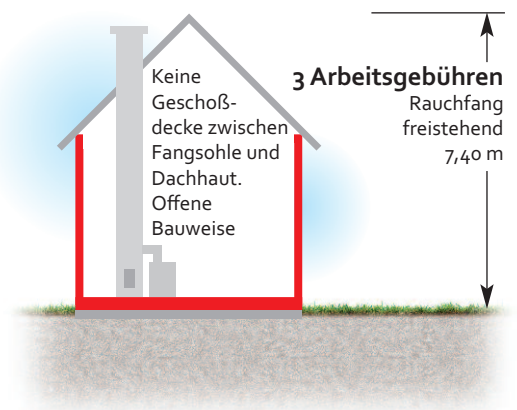 Keine
Geschoß-
decke zwischen
Fangsohle und
Dachhaut.
Offene
Bauweise
3 Arbeitsgebühren
Rauchfang
freistehend
7,40 m